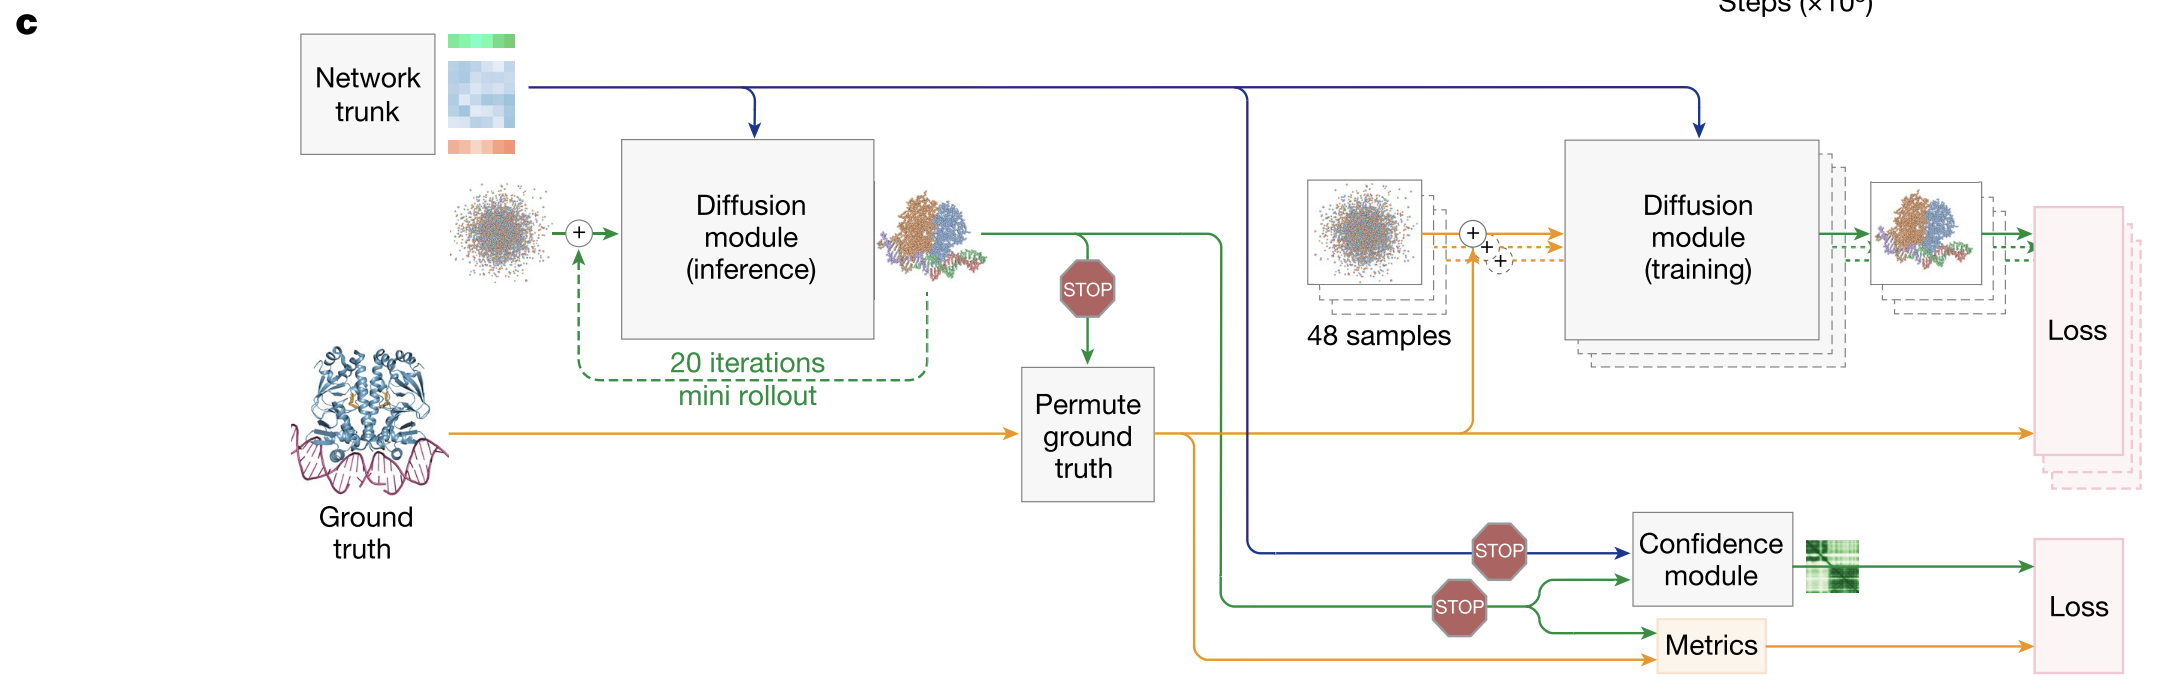 c
Steps (×10
Network
trunk
Diffusion
module
(inference)
+
STOP
20 iterations
mini rollout
Ground
truth
Permute
ground
truth
48 samples
+
+
+
Diffusion
module
(training)
Loss
STOP
Confidence
module
STOP
Metrics
Loss